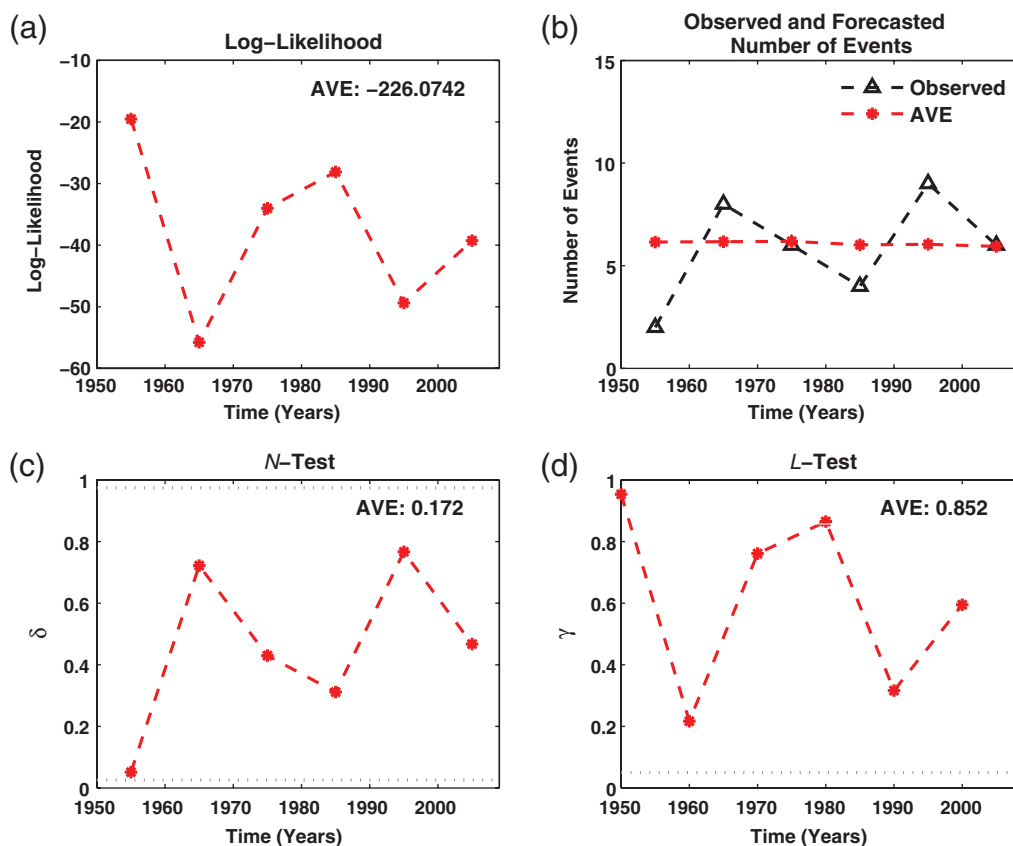 (a)
Log–Likelihood
AVE: −226.0742
−10
−20
−30
−40
−50
−60
Log–Likelihood
1950 1960 1970 1980 1990 2000
Time (Years)
(b)
Observed and Forecasted
Number of Events
Observed
AVE
15
10
5
0
Number of Events
1950 1960 1970 1980 1990 2000
Time (Years)
(c)
N–Test
AVE: 0.172
1
0.8
0.6
0.4
0.2
0
δ
1950 1960 1970 1980 1990 2000
Time (Years)
(d)
L–Test
AVE: 0.852
1
0.8
0.6
0.4
0.2
0
γ
1950 1960 1970 1980 1990 2000
Time (Years)